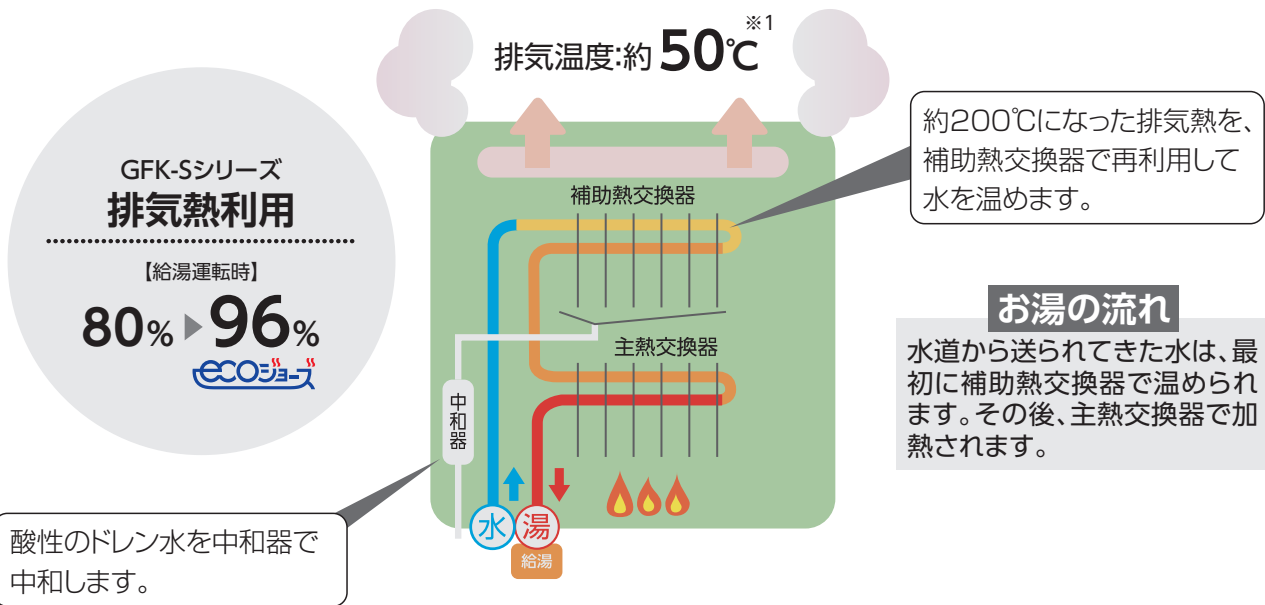 排気温度:約50℃※1
GFK-Sシリーズ
排気熱利用
【給湯運転時】
80%▶96%
ecoジョーズ
約200℃になった排気熱を、
補助熱交換器で再利用して
水を温めます。
補助熱交換器
主熱交換器
中和器
水
湯
給湯
お湯の流れ
水道から送られてきた水は、最
初に補助熱交換器で温められ
ます。その後、主熱交換器で加
熱されます。
酸性のドレン水を中和器で
中和します。